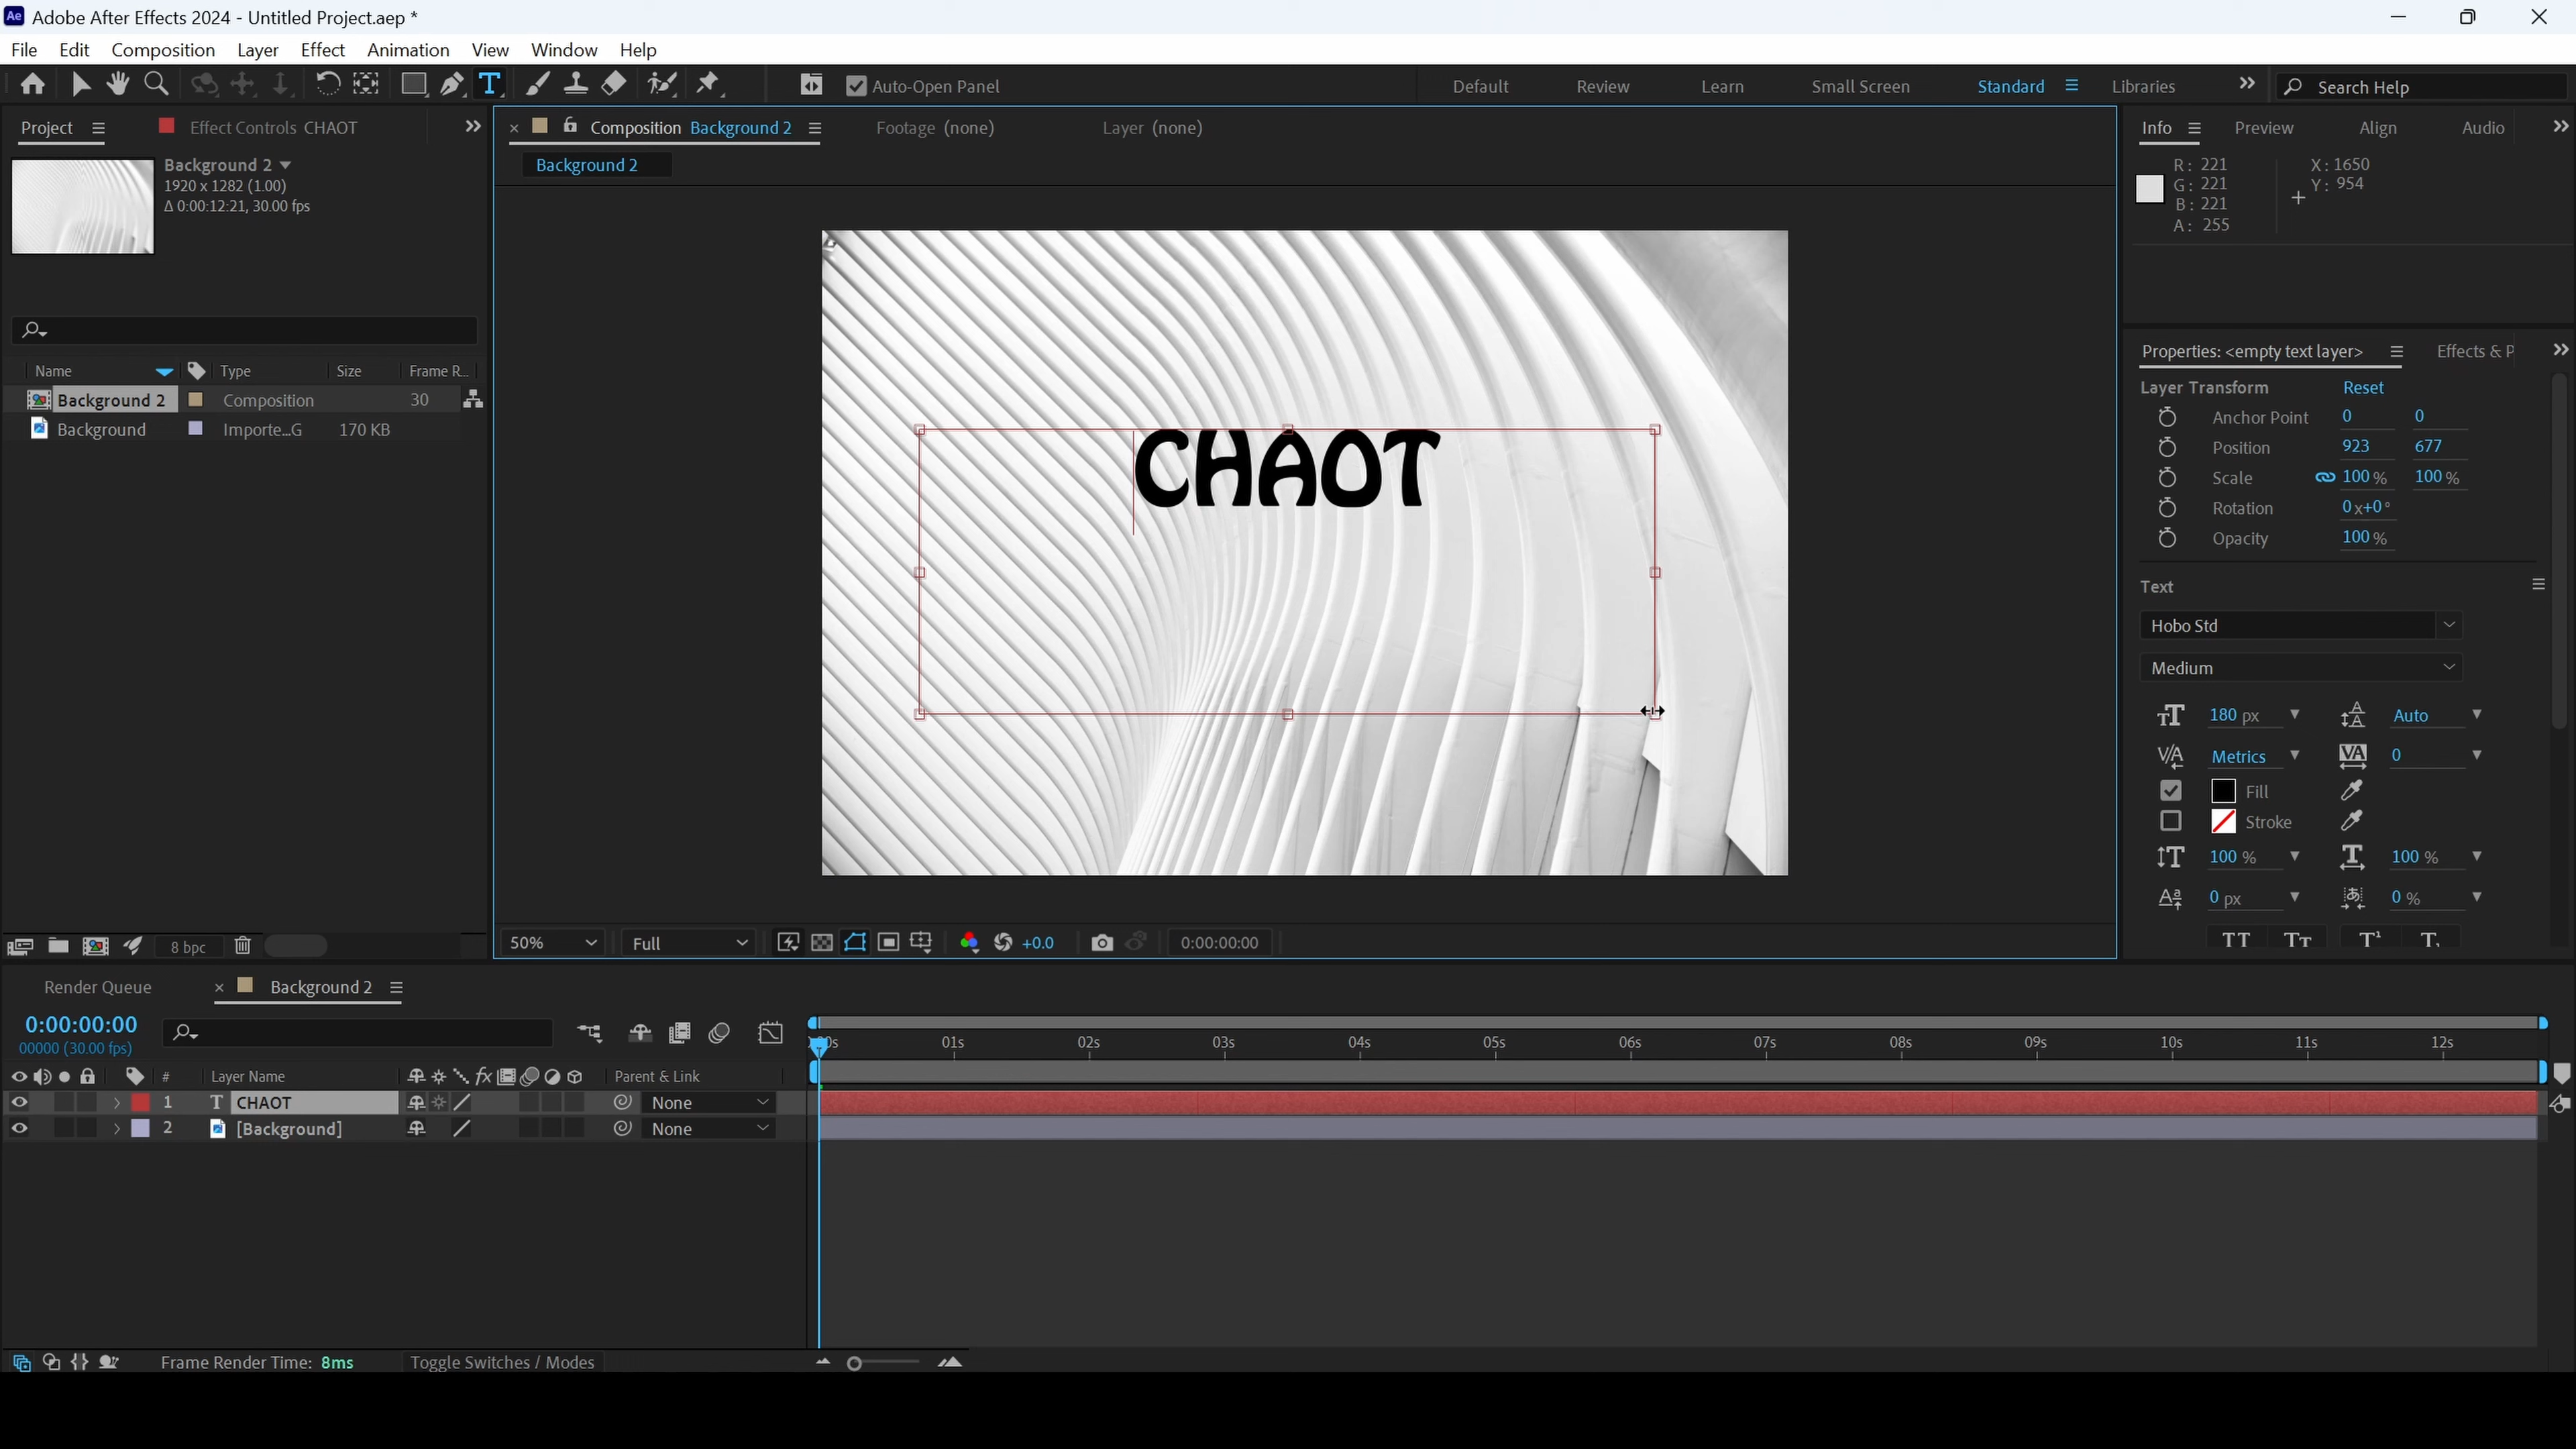 Adobe After Effects 2024 - Untitled Project.aep *
File Edit Composition Layer Effect Animation View Window Help
Auto-Open Panel Default Review Learn Small Screen Standard Libraries Search Help
Project Effect Controls CHAOT
Background 2
1920 x 1282 (1.00)
Δ 0:00:12:21, 30.00 fps
Name Type Size Frame R...
Background 2 Composition 30
Background Importe...G 170 KB
8 bpc
Composition Background 2 Footage (none) Layer (none)
Background 2
CHAOT
50% Full +0.0 0:00:00:00
Info Preview Align Audio
R: 221 X: 1650
G: 221 Y: 954
B: 221
A: 255
Properties: <empty text layer> Effects & P
Layer Transform Reset
Anchor Point 0 0
Position 923 677
Scale 100 % 100 %
Rotation 0 x+0 °
Opacity 100 %
Text
Hobo Std
Medium
180 px Auto
Metrics 0
Fill
Stroke
100 % 100 %
0 px 0 %
Render Queue Background 2
0:00:00:00
00000 (30.00 fps)
01s 02s 03s 04s 05s 06s 07s 08s 09s 10s 11s 12s
# Layer Name Parent & Link
1 CHAOT None
2 [Background] None
Frame Render Time: 8ms Toggle Switches / Modes